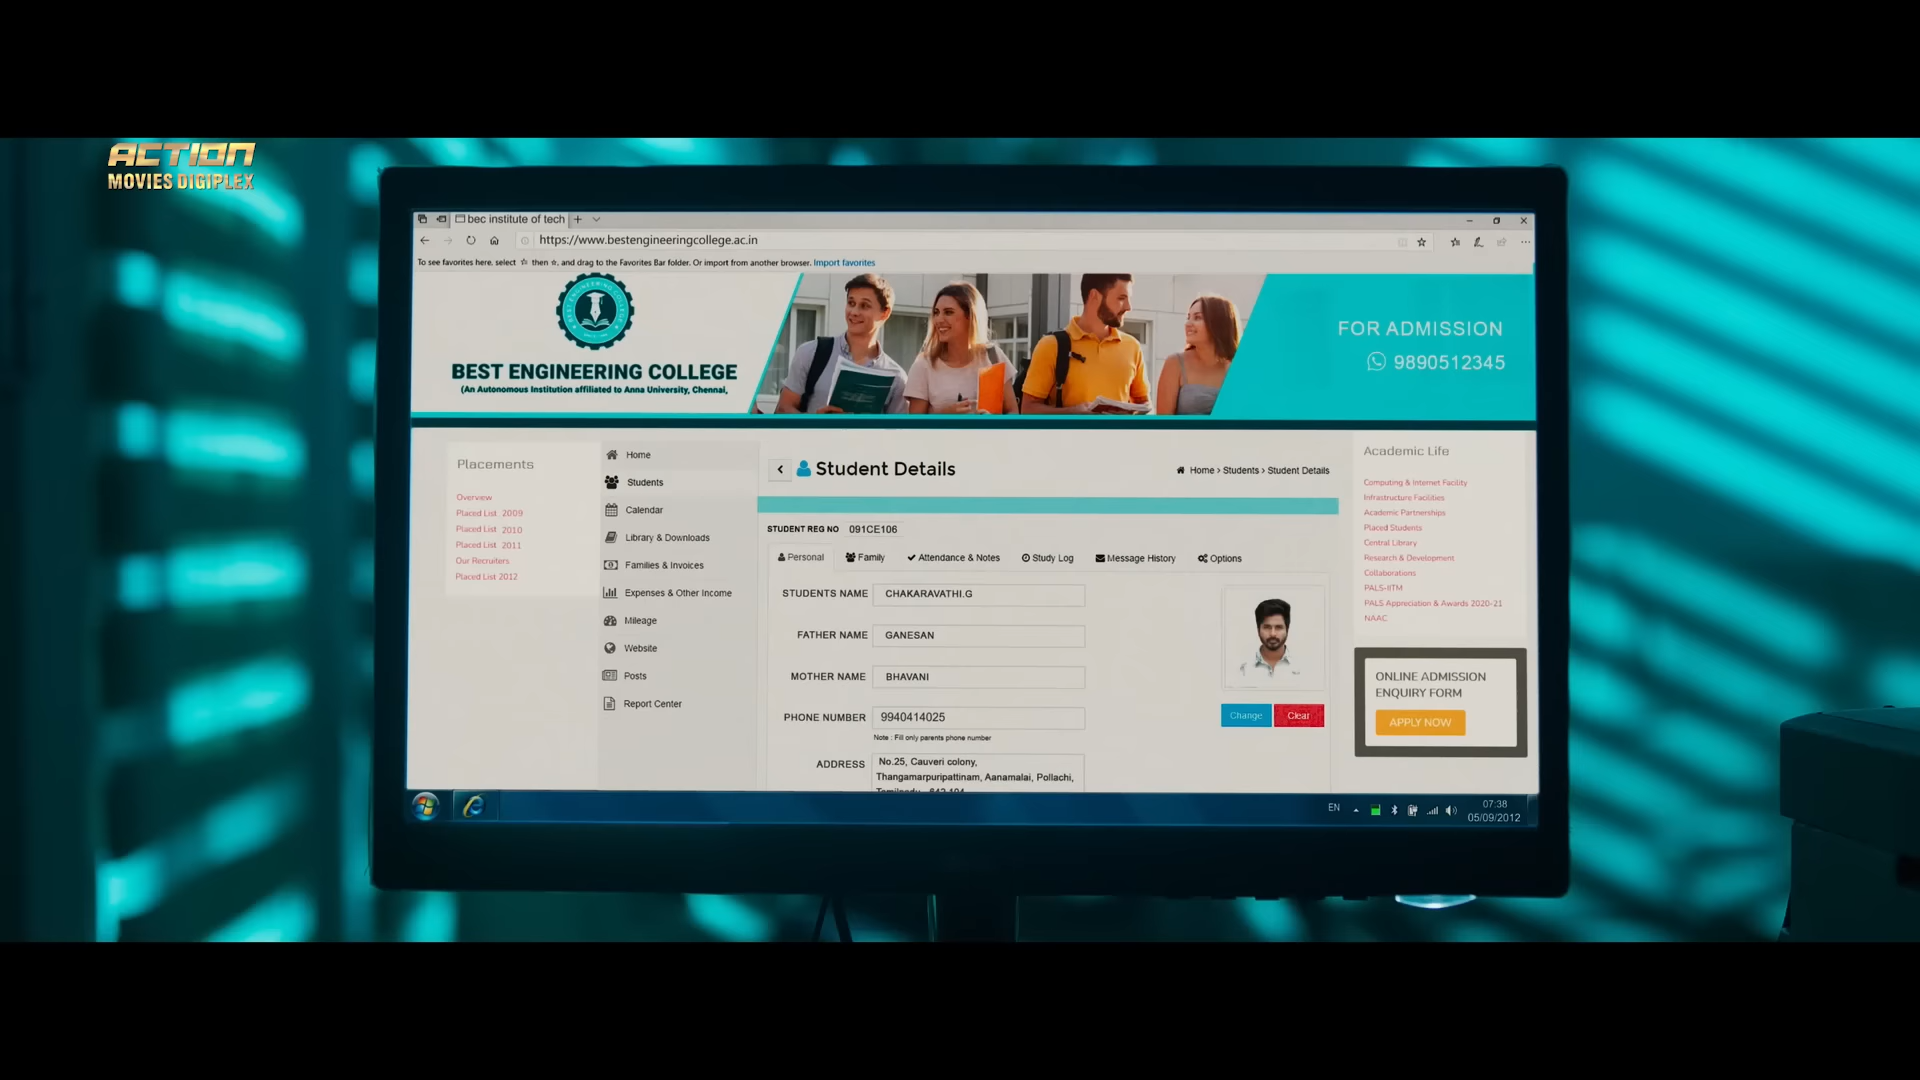 ACTION
MOVIES DIGIPLEX
bec institute of tech
https://www.bestengineeringcollege.ac.in
To see favorites here, select ☆ then ☆, and drag to the Favorites Bar folder. Or import from another browser. Import favorites
BEST ENGINEERING COLLEGE
BEST ENGINEERING COLLEGE
(An Autonomous Institution affiliated to Anna University, Chennai,
FOR ADMISSION
9890512345
Placements
Overview
Placed List 2009
Placed List 2010
Placed List 2011
Our Recruiters
Placed List 2012
Home
Students
Calendar
Library & Downloads
Families & Invoices
Expenses & Other Income
Mileage
Website
Posts
Report Center
Student Details
Home > Students > Student Details
STUDENT REG NO 091CE106
Personal Family Attendance & Notes Study Log Message History Options
STUDENTS NAME CHAKARAVATHI.G
FATHER NAME GANESAN
MOTHER NAME BHAVANI
PHONE NUMBER 9940414025
Note : Fill only parents phone number
ADDRESS No.25, Cauveri colony,
Thangamarpuripattinam, Aanamalai, Pollachi,
Change Clear
Academic Life
Computing & Internet Facility
Infrastructure Facilities
Academic Partnerships
Placed Students
Central Library
Research & Development
Collaborations
PALS-IITM
PALS Appreciation & Awards 2020-21
NAAC
ONLINE ADMISSION
ENQUIRY FORM
APPLY NOW
EN
07:38
05/09/2012